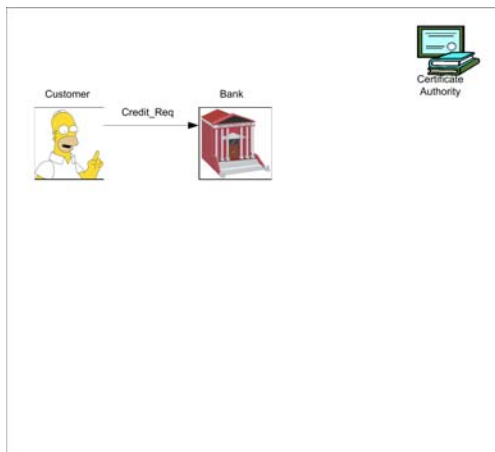 Certificate
Authority
Customer
Bank
Credit_Req